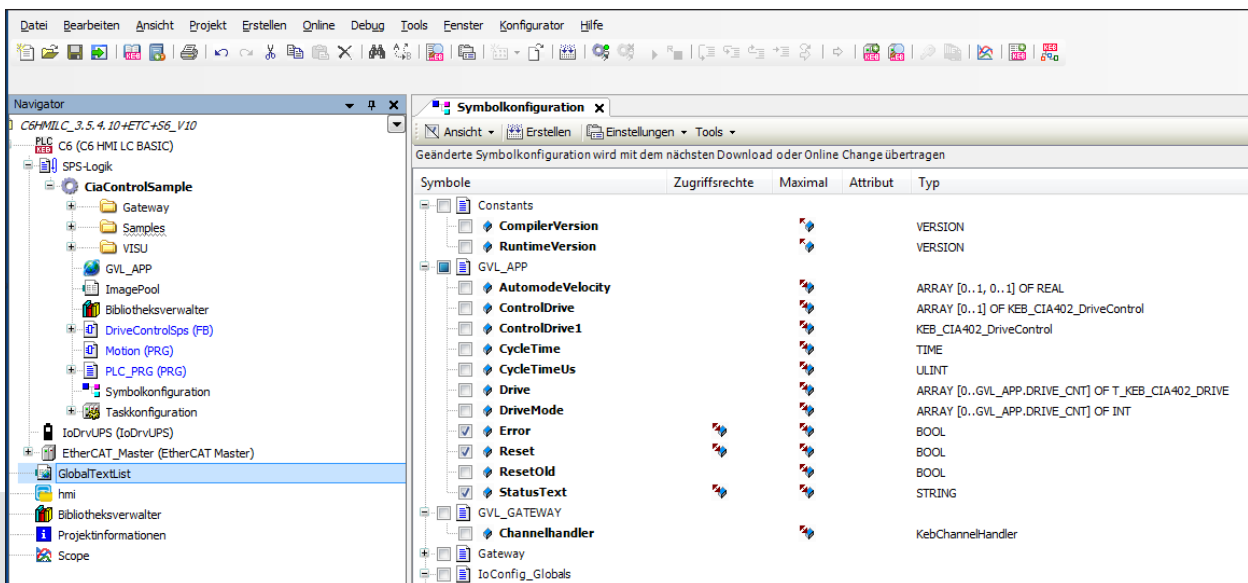 Datei Bearbeiten Ansicht Projekt Erstellen Online Debug Tools Fenster Konfigurator Hilfe
Navigator
C6HMILC_3.5.4.10+ETC+S6_V10
PLC KEB C6 (C6 HMI LC BASIC)
SPS-Logik
CiaControlSample
Gateway
Samples
VISU
GVL_APP
ImagePool
Bibliotheksverwalter
DriveControlSps (FB)
Motion (PRG)
PLC_PRG (PRG)
Symbolkonfiguration
Taskkonfiguration
IoDrvUPS (IoDrvUPS)
EtherCAT_Master (EtherCAT Master)
GlobalTextList
hmi
Bibliotheksverwalter
Projektinformationen
Scope
Symbolkonfiguration
Ansicht Erstellen Einstellungen Tools
Geänderte Symbolkonfiguration wird mit dem nächsten Download oder Online Change übertragen
Symbole Zugriffsrechte Maximal Attribut Typ
Constants
CompilerVersion VERSION
RuntimeVersion VERSION
GVL_APP
AutomodeVelocity ARRAY [0..1, 0..1] OF REAL
ControlDrive ARRAY [0..1] OF KEB_CIA402_DriveControl
ControlDrive1 KEB_CIA402_DriveControl
CycleTime TIME
CycleTimeUs ULINT
Drive ARRAY [0..GVL_APP.DRIVE_CNT] OF T_KEB_CIA402_DRIVE
DriveMode ARRAY [0..GVL_APP.DRIVE_CNT] OF INT
Error BOOL
Reset BOOL
ResetOld BOOL
StatusText STRING
GVL_GATEWAY
Channelhandler KebChannelHandler
Gateway
IoConfig_Globals